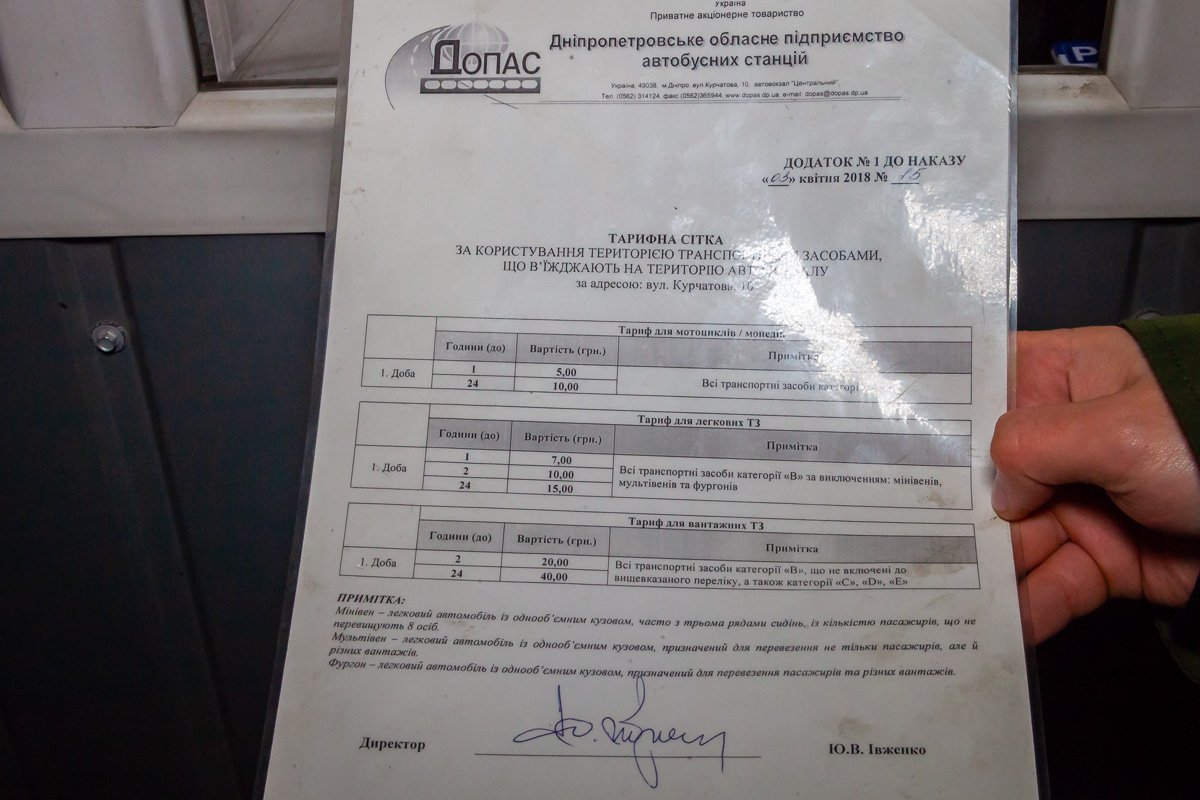 Україна
Приватне акціонерне товариство
ДОПАС
Дніпропетровське обласне підприємство
автобусних станцій
Україна, 49038, м.Дніпро, вул.Курчатова, 10, автовокзал "Центральний",
Тел. (0562) 314124, факс (0562)365944, www.dopas.dp.ua, e-mail: dopas@dopas.dp.ua
P
ДОДАТОК № 1 ДО НАКАЗУ
«03» квітня 2018 № 15
ТАРИФНА СІТКА
ЗА КОРИСТУВАННЯ ТЕРИТОРІЄЮ ЗАСОБАМИ,
ЩО В'ЇЖДЖАЮТЬ НА ТЕРИТОРІЮ
за адресою: вул. Курчатова, 10
Тариф для мотоциклів / мопедів
Години (до) Вартість (грн.) Примітка
1. Доба
1 5,00
24 10,00
Всі транспортні засоби категорії
Тариф для легкових ТЗ
Години (до) Вартість (грн.) Примітка
1. Доба
1 7,00
2 10,00
24 15,00
Всі транспортні засоби категорії «В» за виключенням: мінівенів,
мультивенів та фургонів
Тариф для вантажних ТЗ
Години (до) Вартість (грн.) Примітка
1. Доба
2 20,00
24 40,00
Всі транспортні засоби категорії «В», що не включені до
вищевказаного переліку, а також категорії «С», «D», «Е»
ПРИМІТКА:
Мінівен – легковий автомобіль із однооб'ємним кузовом, часто з трьома рядами сидінь, із кількістю пасажирів, що не
перевищують 8 осіб.
Мультивен – легковий автомобіль із однооб'ємним кузовом, призначений для перевезення не тільки пасажирів, але й
різних вантажів.
Фургон – легковий автомобіль із однооб'ємним кузовом, призначений для перевезення пасажирів та різних вантажів.
Директор Ю.В. Івженко